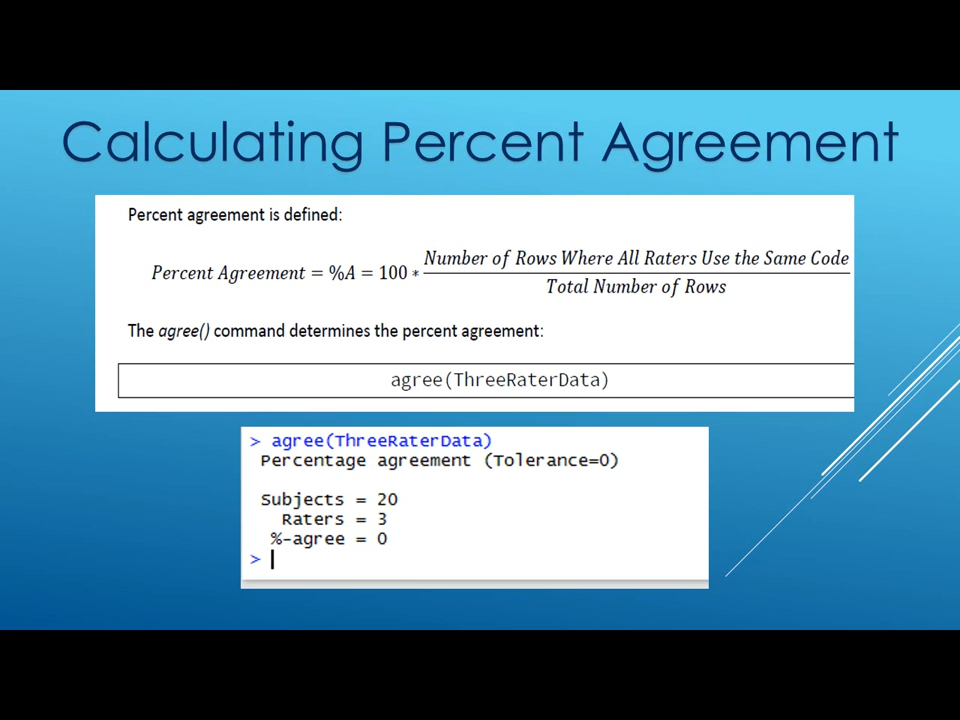 Calculating Percent Agreement
Percent agreement is defined:
Percent Agreement = %A = 100 * Number of Rows Where All Raters Use the Same Code / Total Number of Rows
The agree() command determines the percent agreement:
agree(ThreeRaterData)
> agree(ThreeRaterData)
Percentage agreement (Tolerance=0)
Subjects = 20
Raters = 3
%-agree = 0
>